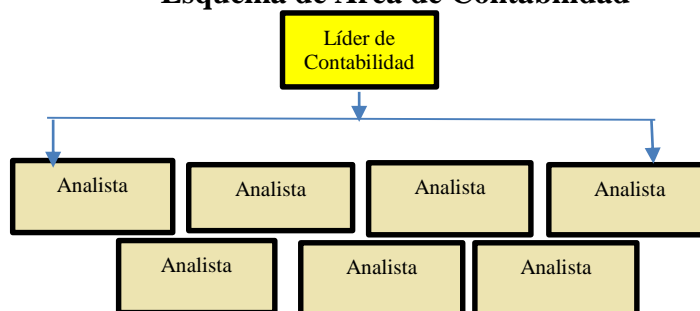 Esquema de Área de Contabilidad
Líder de
Contabilidad
Analista
Analista
Analista
Analista
Analista
Analista
Analista